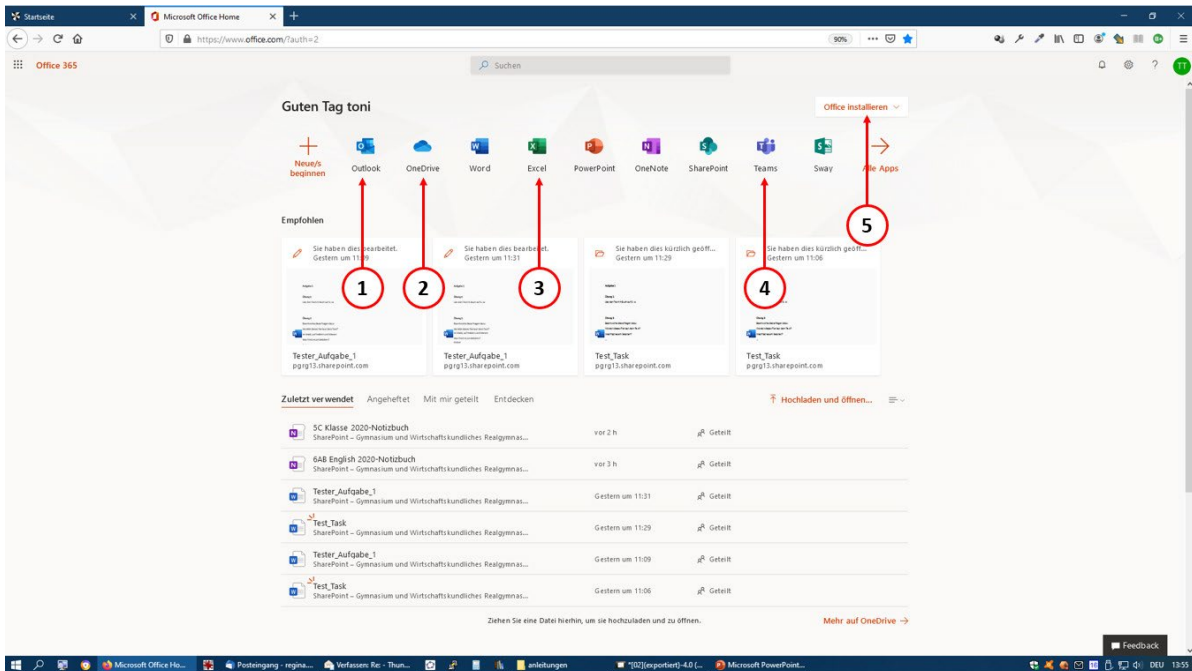 Startseite
Microsoft Office Home
https://www.office.com/?auth=2
90%
Office 365
Suchen
TT
Guten Tag toni
Office installieren
Neue/s beginnen
Outlook
OneDrive
Word
Excel
PowerPoint
OneNote
SharePoint
Teams
Sway
Alle Apps
5
Empfohlen
Sie haben dies bearbeitet.
Gestern um 11:09
Sie haben dies bearbeitet.
Gestern um 11:31
Sie haben dies kürzlich geöff...
Gestern um 11:29
Sie haben dies kürzlich geöff...
Gestern um 11:06
1
2
3
4
Tester_Aufgabe_1
pgrg13.sharepoint.com
Tester_Aufgabe_1
pgrg13.sharepoint.com
Test_Task
pgrg13.sharepoint.com
Test_Task
pgrg13.sharepoint.com
Zuletzt verwendet Angeheftet Mit mir geteilt Entdecken
Hochladen und öffnen...
5C Klasse 2020-Notizbuch
SharePoint – Gymnasium und Wirtschaftskundliches Realgymnas...
vor 2 h
Geteilt
6AB English 2020-Notizbuch
SharePoint – Gymnasium und Wirtschaftskundliches Realgymnas...
vor 3 h
Geteilt
Tester_Aufgabe_1
SharePoint – Gymnasium und Wirtschaftskundliches Realgymnas...
Gestern um 11:31
Geteilt
Test_Task
SharePoint – Gymnasium und Wirtschaftskundliches Realgymnas...
Gestern um 11:29
Geteilt
Tester_Aufgabe_1
SharePoint – Gymnasium und Wirtschaftskundliches Realgymnas...
Gestern um 11:09
Geteilt
Test_Task
SharePoint – Gymnasium und Wirtschaftskundliches Realgymnas...
Gestern um 11:06
Geteilt
Ziehen Sie eine Datei hierhin, um sie hochzuladen und zu öffnen.
Mehr auf OneDrive
Feedback
Microsoft Office Ho...
Posteingang - regina...
Verfassen: Re: - Thun...
anleitungen
*[02](exportiert)-4.0 (...
Microsoft PowerPoint...
DEU
13:55